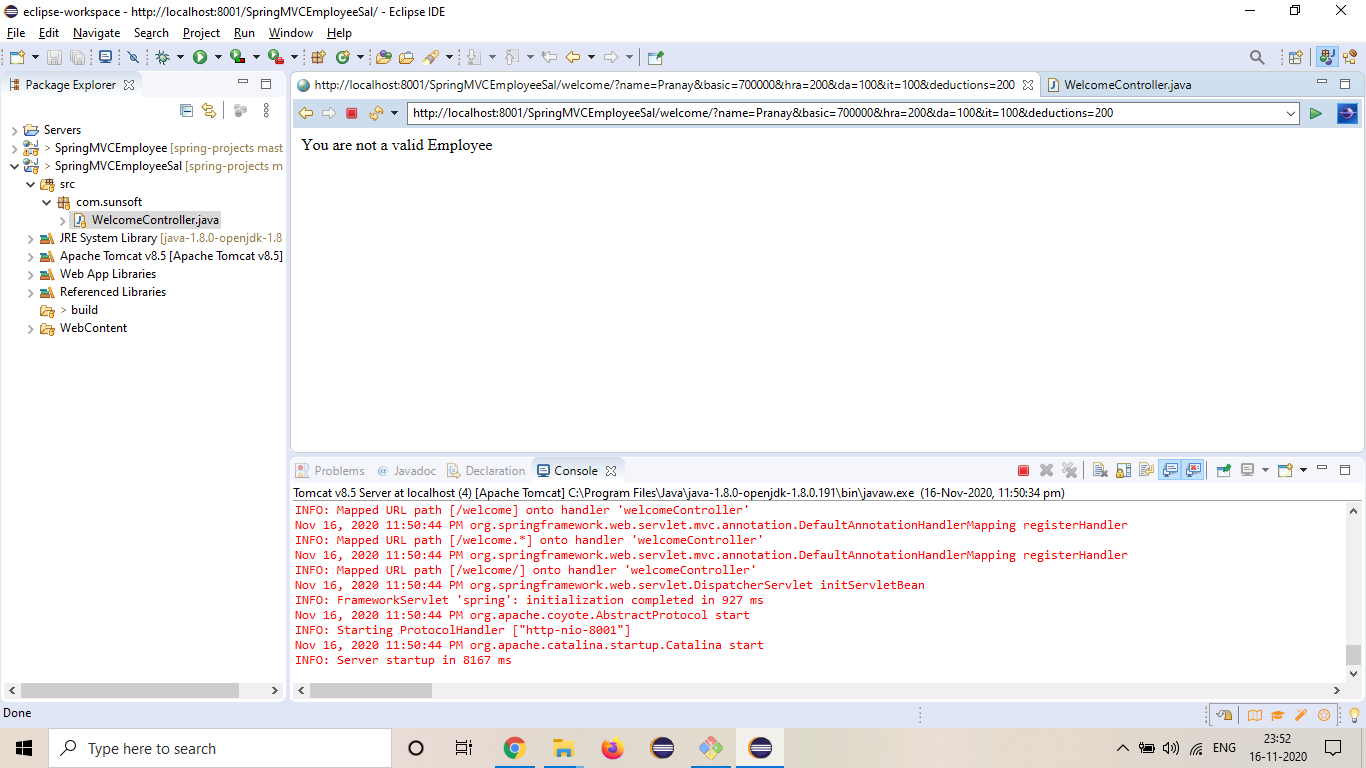 eclipse-workspace - http://localhost:8001/SpringMVCEmployeeSal/ - Eclipse IDE
File Edit Navigate Search Project Run Window Help
Package Explorer
Servers
> SpringMVCEmployee [spring-projects mast
> SpringMVCEmployeeSal [spring-projects m
src
com.sunsoft
WelcomeController.java
JRE System Library [java-1.8.0-openjdk-1.8
Apache Tomcat v8.5 [Apache Tomcat v8.5]
Web App Libraries
Referenced Libraries
> build
WebContent
http://localhost:8001/SpringMVCEmployeeSal/welcome/?name=Pranay&basic=700000&hra=200&da=100&it=100&deductions=200
WelcomeController.java
http://localhost:8001/SpringMVCEmployeeSal/welcome/?name=Pranay&basic=700000&hra=200&da=100&it=100&deductions=200
You are not a valid Employee
Problems @ Javadoc Declaration Console
Tomcat v8.5 Server at localhost (4) [Apache Tomcat] C:\Program Files\Java\java-1.8.0-openjdk-1.8.0.191\bin\javaw.exe (16-Nov-2020, 11:50:34 pm)
INFO: Mapped URL path [/welcome] onto handler 'welcomeController'
Nov 16, 2020 11:50:44 PM org.springframework.web.servlet.mvc.annotation.DefaultAnnotationHandlerMapping registerHandler
INFO: Mapped URL path [/welcome.*] onto handler 'welcomeController'
Nov 16, 2020 11:50:44 PM org.springframework.web.servlet.mvc.annotation.DefaultAnnotationHandlerMapping registerHandler
INFO: Mapped URL path [/welcome/] onto handler 'welcomeController'
Nov 16, 2020 11:50:44 PM org.springframework.web.servlet.DispatcherServlet initServletBean
INFO: FrameworkServlet 'spring': initialization completed in 927 ms
Nov 16, 2020 11:50:44 PM org.apache.coyote.AbstractProtocol start
INFO: Starting ProtocolHandler ["http-nio-8001"]
Nov 16, 2020 11:50:44 PM org.apache.catalina.startup.Catalina start
INFO: Server startup in 8167 ms
Done
Type here to search
ENG
23:52
16-11-2020